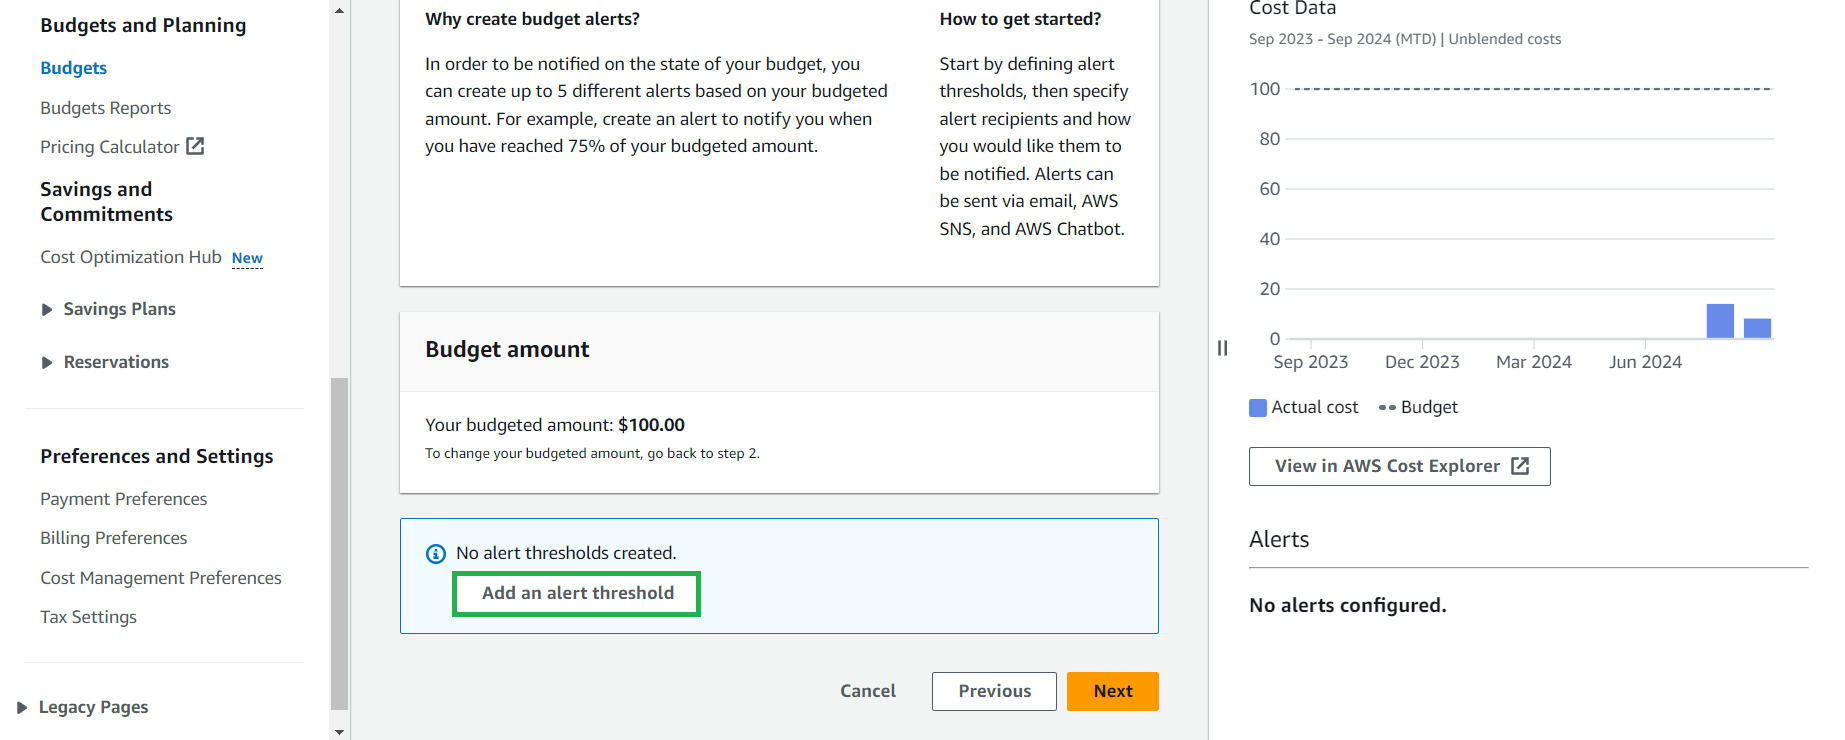 Budgets and Planning
Budgets
Budgets Reports
Pricing Calculator
Savings and
Commitments
Cost Optimization Hub New
Savings Plans
Reservations
Preferences and Settings
Payment Preferences
Billing Preferences
Cost Management Preferences
Tax Settings
Legacy Pages
Why create budget alerts?
In order to be notified on the state of your budget, you
can create up to 5 different alerts based on your budgeted
amount. For example, create an alert to notify you when
you have reached 75% of your budgeted amount.
How to get started?
Start by defining alert
thresholds, then specify
alert recipients and how
you would like them to
be notified. Alerts can
be sent via email, AWS
SNS, and AWS Chatbot.
Budget amount
Your budgeted amount: $100.00
To change your budgeted amount, go back to step 2.
No alert thresholds created.
Add an alert threshold
Cancel
Previous
Next
Cost Data
Sep 2023 - Sep 2024 (MTD) | Unblended costs
100
80
60
40
20
0
Sep 2023 Dec 2023 Mar 2024 Jun 2024
Actual cost Budget
View in AWS Cost Explorer
Alerts
No alerts configured.